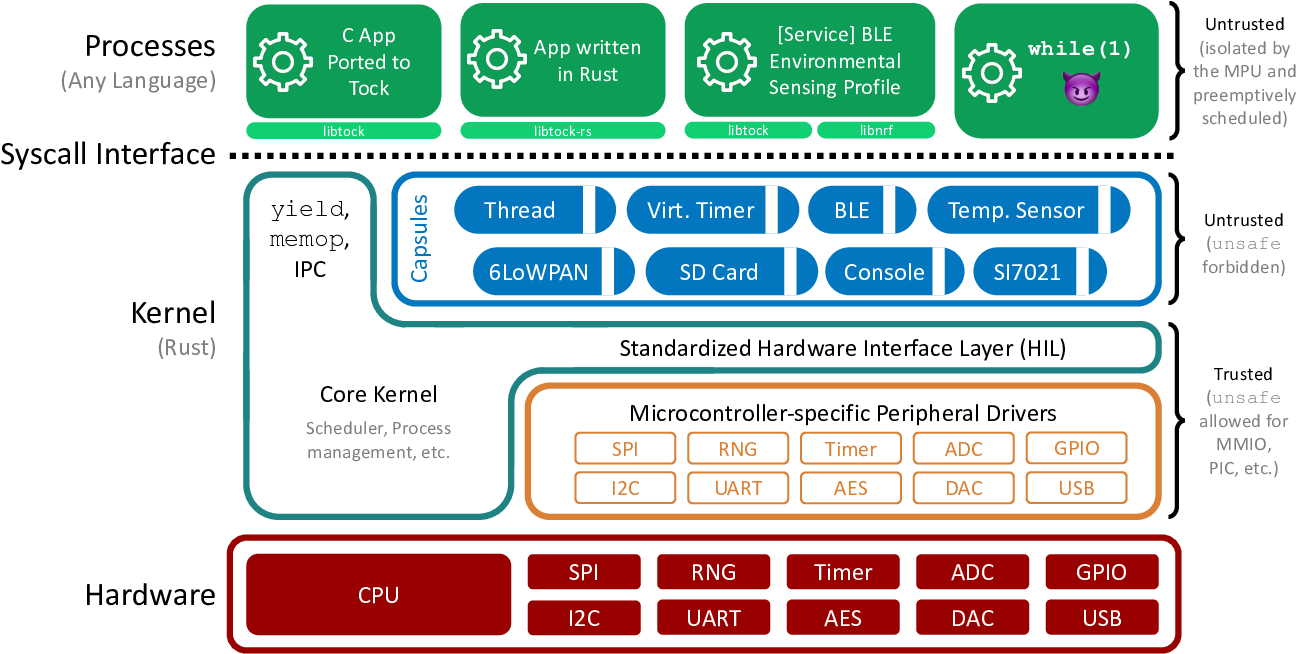 Processes
(Any Language)
C App
Ported to
Tock
libtock
App written
in Rust
libtock-rs
[Service] BLE
Environmental
Sensing Profile
libtock
libnrf
while(1)
Untrusted
(isolated by
the MPU and
preemptively
scheduled)
Syscall Interface
Kernel
(Rust)
yield,
memop,
IPC
Capsules
Thread
Virt. Timer
BLE
Temp. Sensor
6LoWPAN
SD Card
Console
SI7021
Untrusted
(unsafe
forbidden)
Standardized Hardware Interface Layer (HIL)
Core Kernel
Scheduler, Process
management, etc.
Microcontroller-specific Peripheral Drivers
SPI
RNG
Timer
ADC
GPIO
I2C
UART
AES
DAC
USB
Trusted
(unsafe
allowed for
MMIO,
PIC, etc.)
Hardware
CPU
SPI
RNG
Timer
ADC
GPIO
I2C
UART
AES
DAC
USB